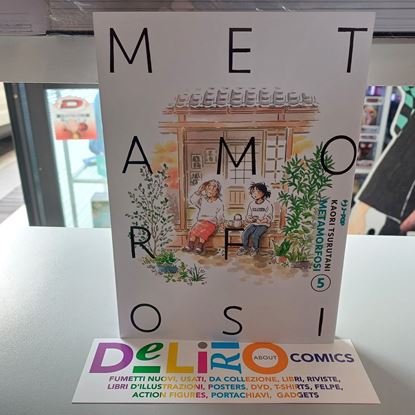 MET
AMO
RF
OSI
J-POP
KAORI TSURUTANI
METAMORFOSI
5
DeLiRiO ABOUT COMICS
FUMETTI NUOVI, USATI, DA COLLEZIONE, LIBRI, RIVISTE,
LIBRI D'ILLUSTRAZIONI, POSTERS, DVD, T-SHIRTS, FELPE,
ACTION FIGURES, PORTACHIAVI, GADGETS